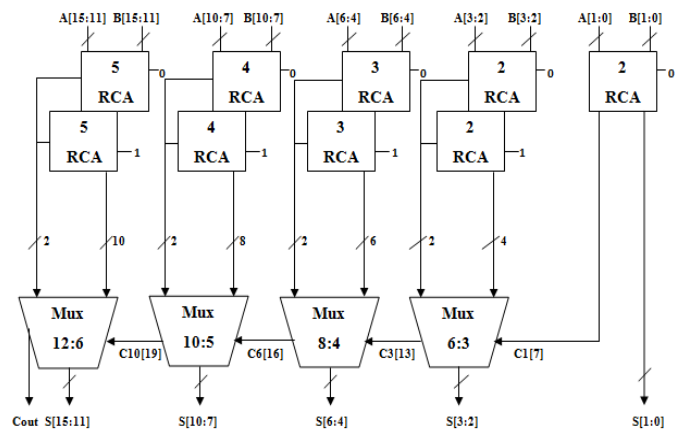 A[15:11] B[15:11] A[10:7] B[10:7] A[6:4] B[6:4] A[3:2] B[3:2] A[1:0] B[1:0]
5 0 4 0 3 0 2 0 2 0
RCA RCA RCA RCA RCA
5 4 3 2
RCA 1 RCA 1 RCA 1 RCA 1
2 10 2 8 2 6 2 4
Mux Mux Mux Mux
12:6 10:5 8:4 6:3
C10[19] C6[16] C3[13] C1[7]
Cout S[15:11] S[10:7] S[6:4] S[3:2] S[1:0]